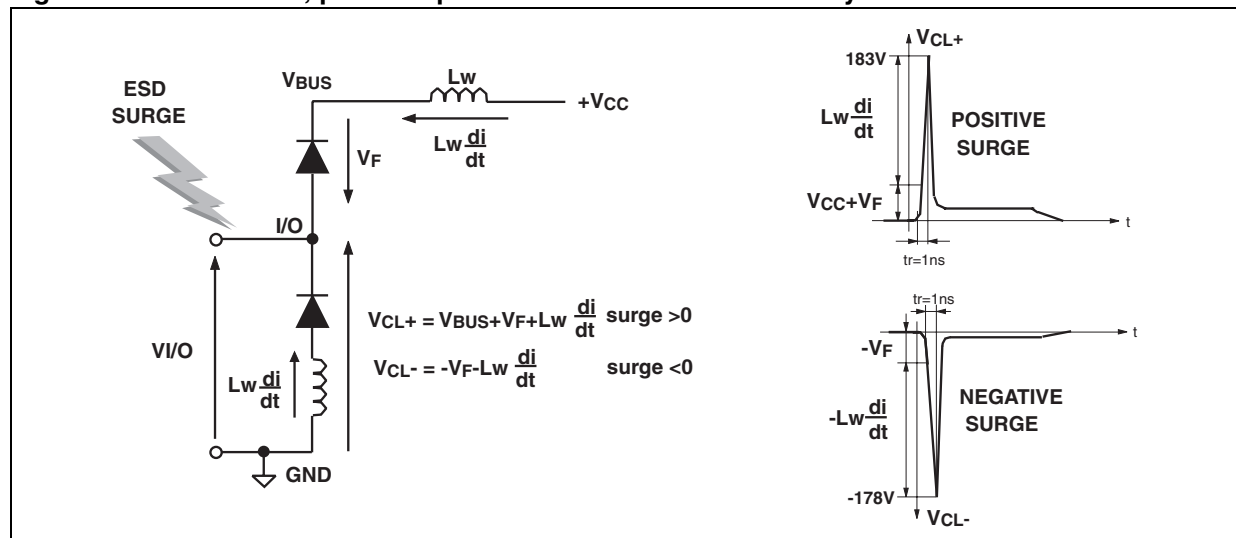 ESD
SURGE
VBUS
Lw
+VCC
Lw di/dt
VF
I/O
VI/O
Lw di/dt
GND
VCL+ = VBUS+VF+Lw di/dt surge >0
VCL- = -VF-Lw di/dt surge <0
VCL+
183V
Lw di/dt
POSITIVE
SURGE
VCC+VF
t
tr=1ns
tr=1ns
t
-VF
-Lw di/dt
NEGATIVE
SURGE
-178V
VCL-